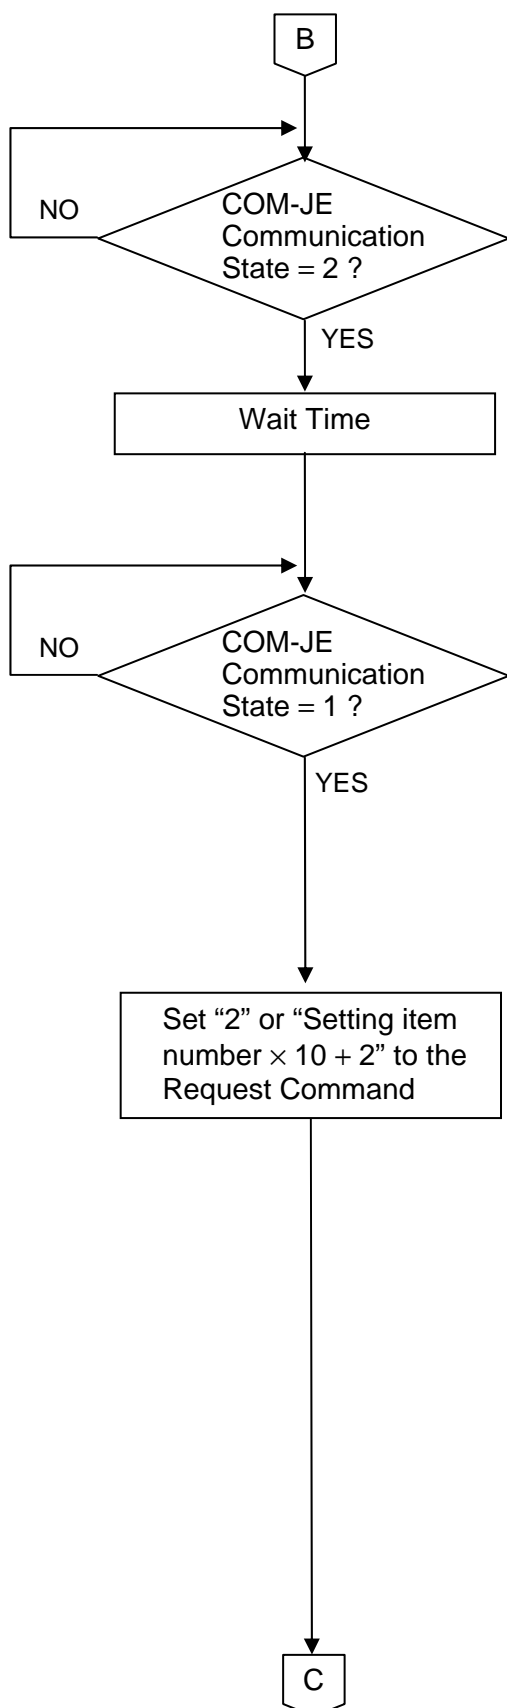 B
COM-JE
Communication
State = 2 ?
NO
YES
Wait Time
COM-JE
Communication
State = 1 ?
NO
YES
Set “2” or “Setting item
number × 10 + 2” to the
Request Command
C